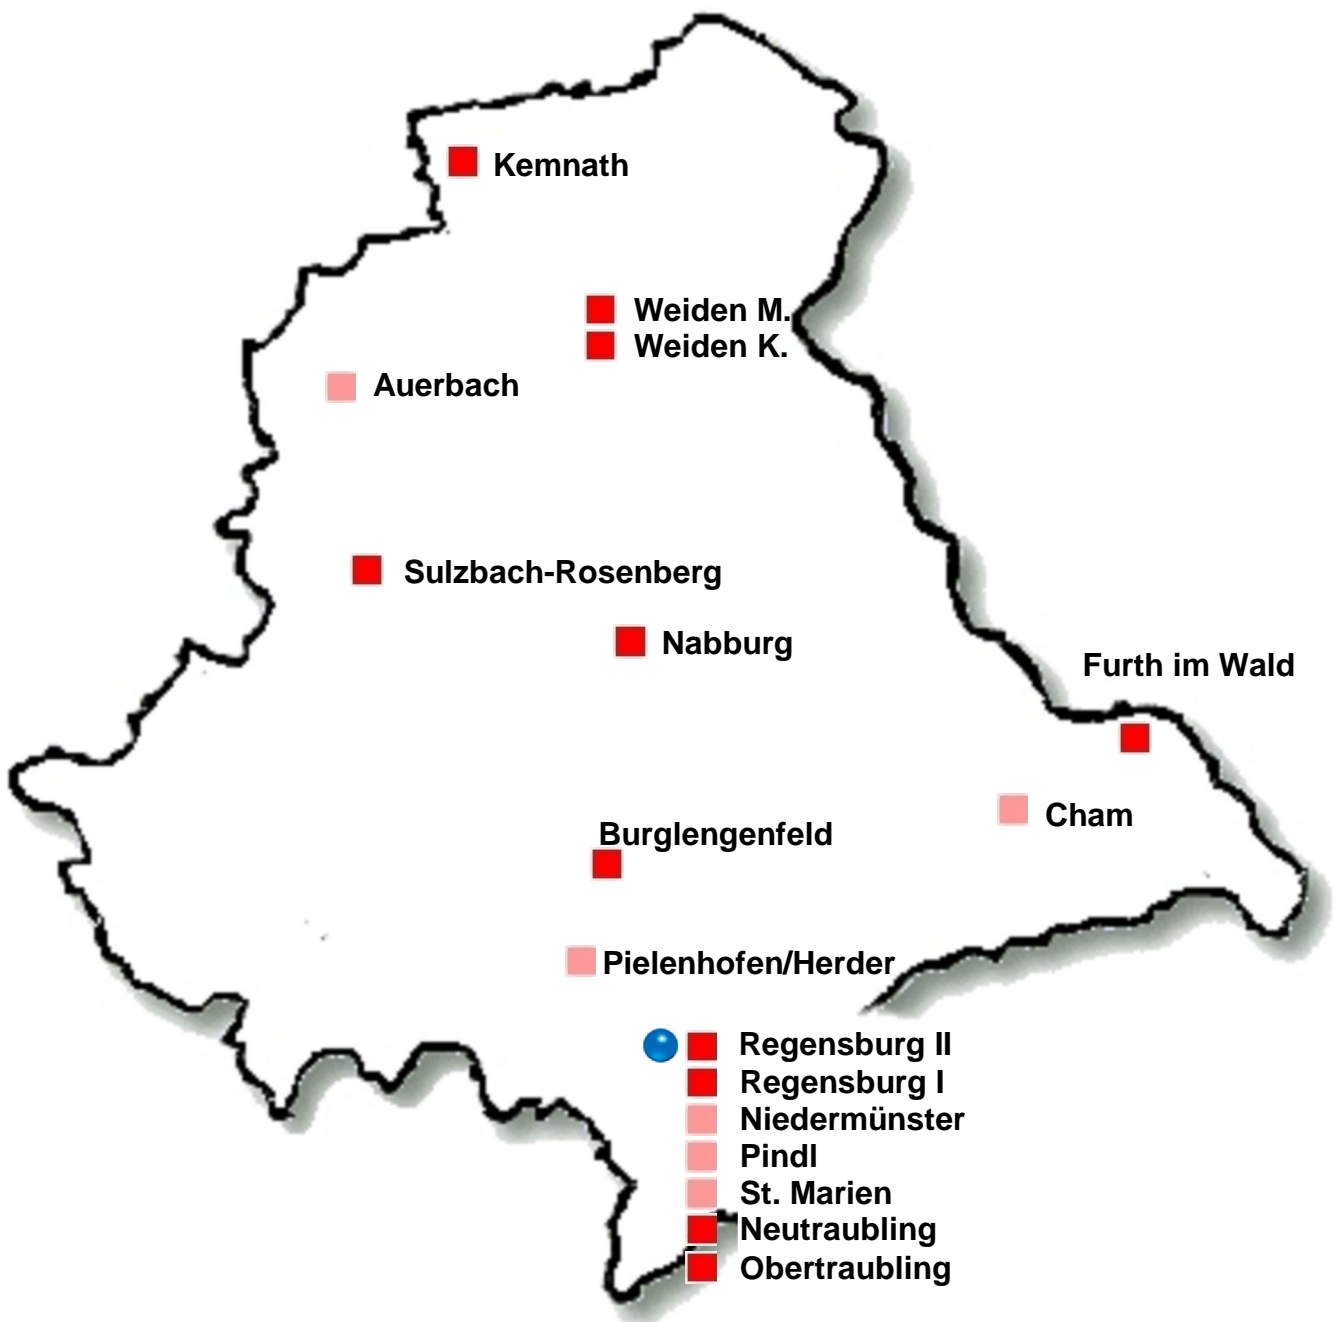 Kemnath
Weiden M.
Weiden K.
Auerbach
Sulzbach-Rosenberg
Nabburg
Furth im Wald
Cham
Burglengenfeld
Pielenhofen/Herder
Regensburg II
Regensburg I
Niedermünster
Pindl
St. Marien
Neutraubling
Obertraubling